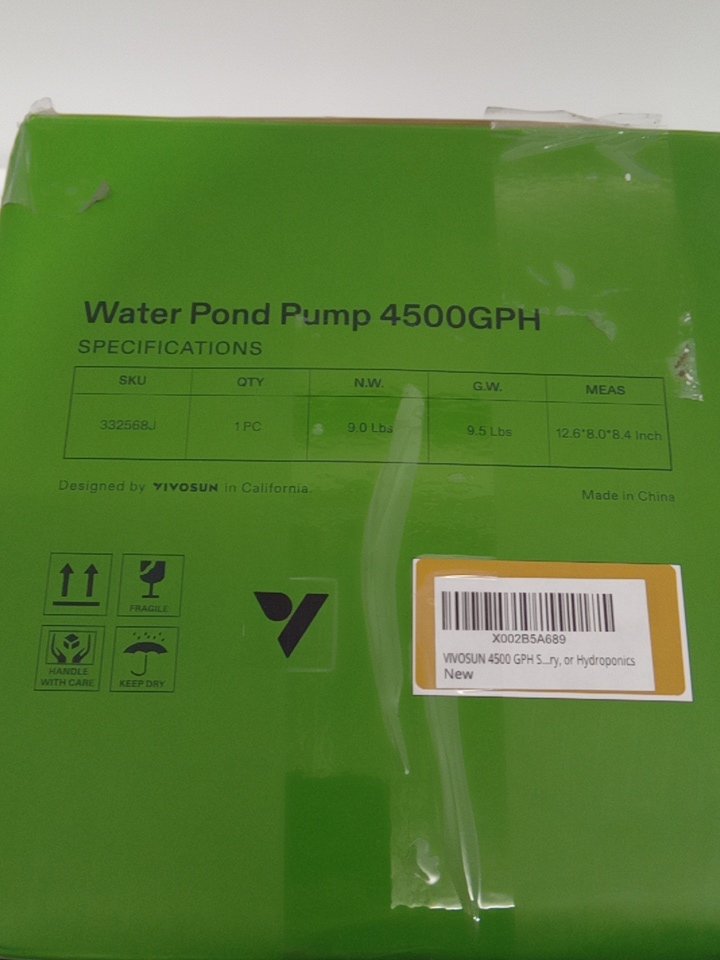 Water Pond Pump 4500GPH
SPECIFICATIONS
SKU QTY N.W. G.W. MEAS
332568J 1 PC 9.0 Lbs 9.5 Lbs 12.6*8.0*8.4 Inch
Designed by VIVOSUN in California
Made in China
FRAGILE
HANDLE
WITH CARE
KEEP DRY
X002B5A689
VIVOSUN 4500 GPH S...ry, or Hydroponics
New